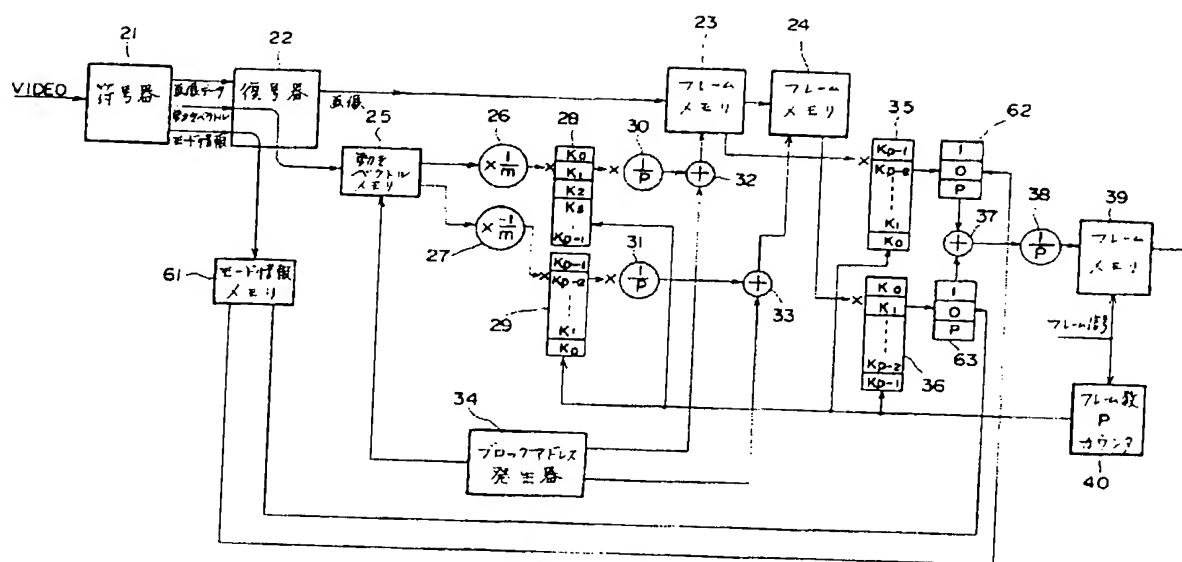 21
22
23
24
VIDEO
符号器
画像データ
動きベクトル
モード情報
復号器
画像
フレーム
メモリ
フレーム
メモリ
25
動き
ベクトル
メモリ
26
×1/m
27
×-1/m
28
×
K0
K1
K2
K3
Kp-1
29
×
Kp-1
Kp-2
K1
K0
30
×
1/P
31
×
1/P
+
32
+
33
34
ブロックアドレス
発生器
35
×
Kp-1
Kp-2
K1
K0
36
×
K0
K1
Kp-2
Kp-1
62
1
0
P
63
1
0
P
+
37
38
1/P
39
フレーム
メモリ
フレーム信号
フレーム数
P
カウンタ
40
61
モード情報
メモリ